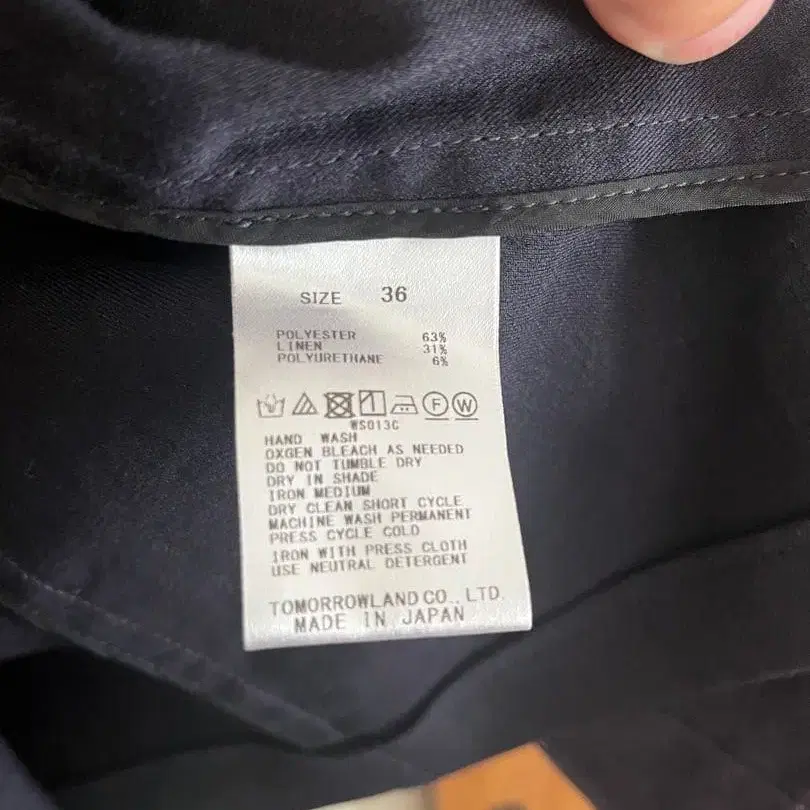 SIZE 36
POLYESTER 63%
LINEN 31%
POLYURETHANE 6%
F W
WS013C
HAND WASH
OXGEN BLEACH AS NEEDED
DO NOT TUMBLE DRY
DRY IN SHADE
IRON MEDIUM
DRY CLEAN SHORT CYCLE
MACHINE WASH PERMANENT
PRESS CYCLE COLD
IRON WITH PRESS CLOTH
USE NEUTRAL DETERGENT
TOMORROWLAND CO., LTD.
MADE IN JAPAN